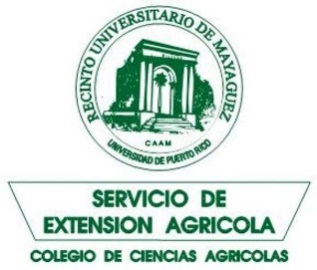 RECINTO UNIVERSITARIO DE MAYAGUEZ
CAAM
UNIVERSIDAD DE PUERTO RICO
SERVICIO DE
EXTENSION AGRICOLA
COLEGIO DE CIENCIAS AGRICOLAS